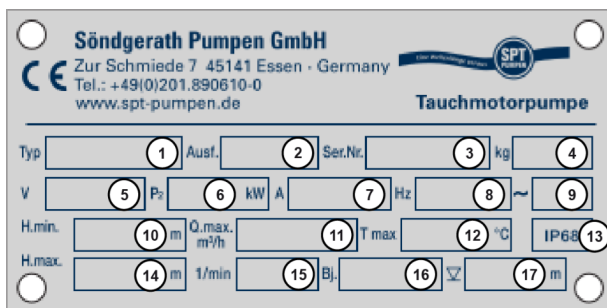 Söndgerath Pumpen GmbH
Zur Schmiede 7 45141 Essen - Germany
Tel.: +49(0)201.890610-0
www.spt-pumpen.de
SPT
PUMPEN
Tauchmotorpumpe
Typ 1 Ausf. 2 Ser.Nr. 3 kg 4
V 5 P2 6 kW A 7 Hz 8 ~ 9
H.min. 10 m Q.max. m³/h 11 T max 12 °C IP68 13
H.max. 14 m 1/min 15 Bj. 16 17 m